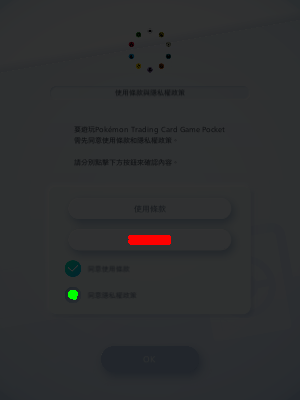 使用條款與隱私權政策
要遊玩Pokémon Trading Card Game Pocket
首先同意使用條款和隱私權政策。
請分別點擊下方按鈕來確認內容。
使用條款
同意使用條款
同意隱私權政策
OK